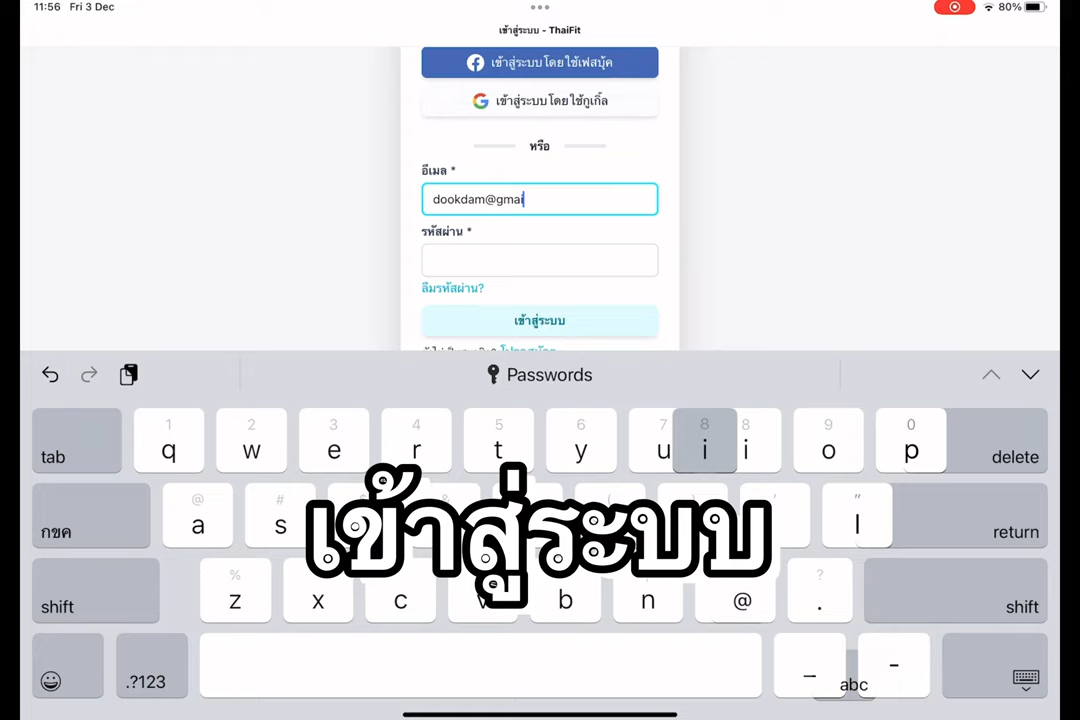 11:56 Fri 3 Dec
80%
เข้าสู่ระบบ - ThaiFit
เข้าสู่ระบบโดยใช้เฟสบุ้ค
เข้าสู่ระบบโดยใช้กูเกิ้ล
หรือ
อีเมล *
dookdam@gmai
รหัสผ่าน *
ลืมรหัสผ่าน?
เข้าสู่ระบบ
Passwords
1 2 3 4 5 6 7 8 8 9 0
tab q w e r t y u i i o p delete
@ #
กขค a s l return
เข้าสู่ระบบ
% ?
shift z x c v b n @ . shift
.?123 _ - abc